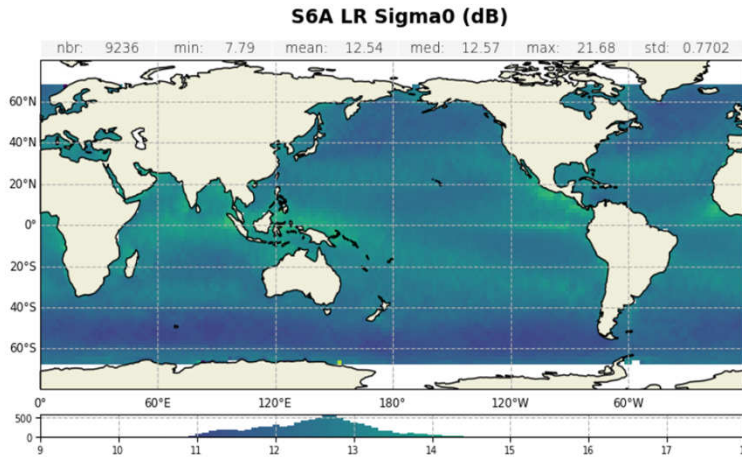 S6A LR Sigma0 (dB)
nbr: 9236 min: 7.79 mean: 12.54 med: 12.57 max: 21.68 std: 0.7702
60°N
40°N
20°N
0°
20°S
40°S
60°S
0° 60°E 120°E 180° 120°W 60°W
500
0
9 10 11 12 13 14 15 16 17